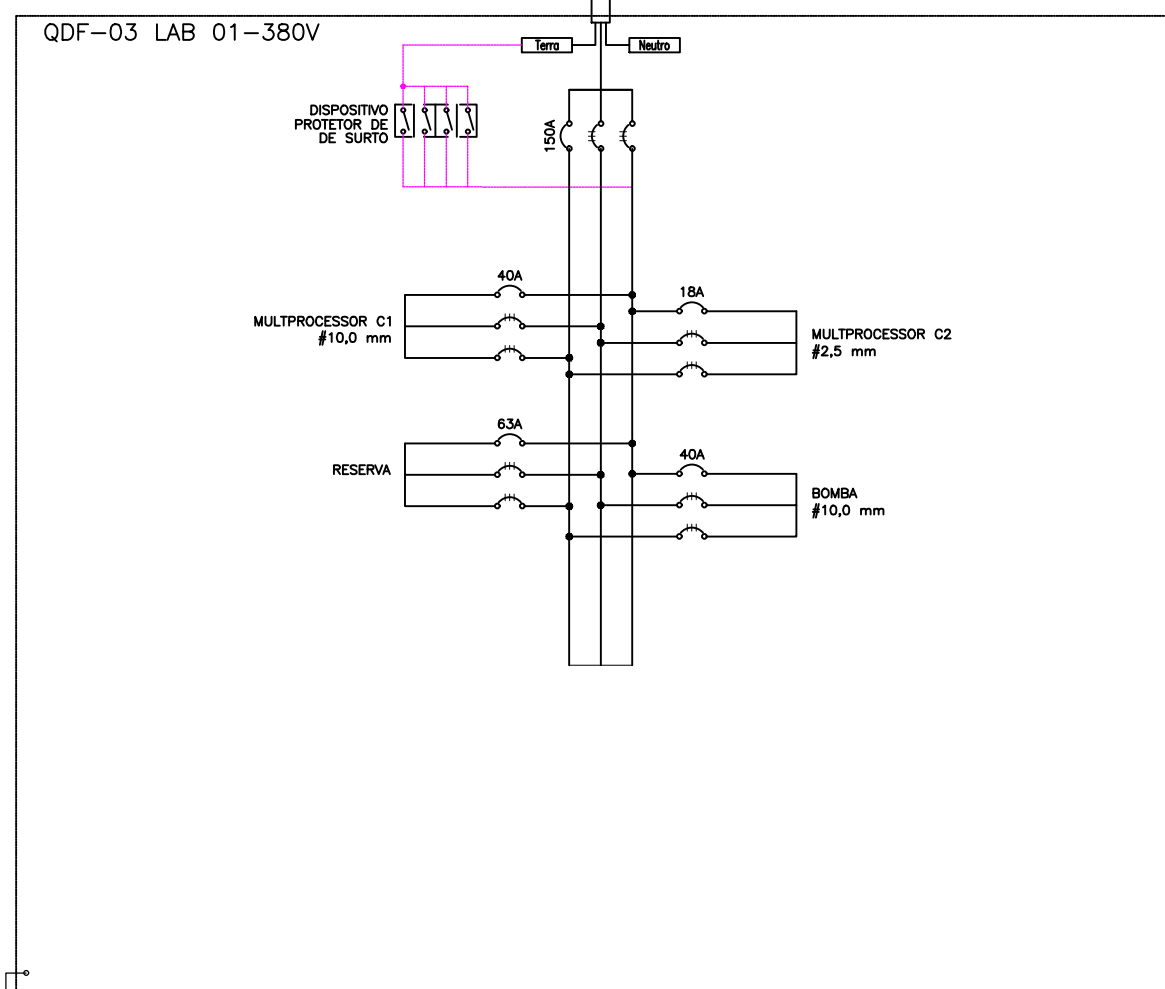 QDF-03 LAB 01-380V
Terra
Neutro
DISPOSITIVO
PROTETOR DE
DE SURTO
150A
40A
MULTPROCESSOR C1
#10,0 mm
18A
MULTPROCESSOR C2
#2,5 mm
63A
RESERVA
40A
BOMBA
#10,0 mm